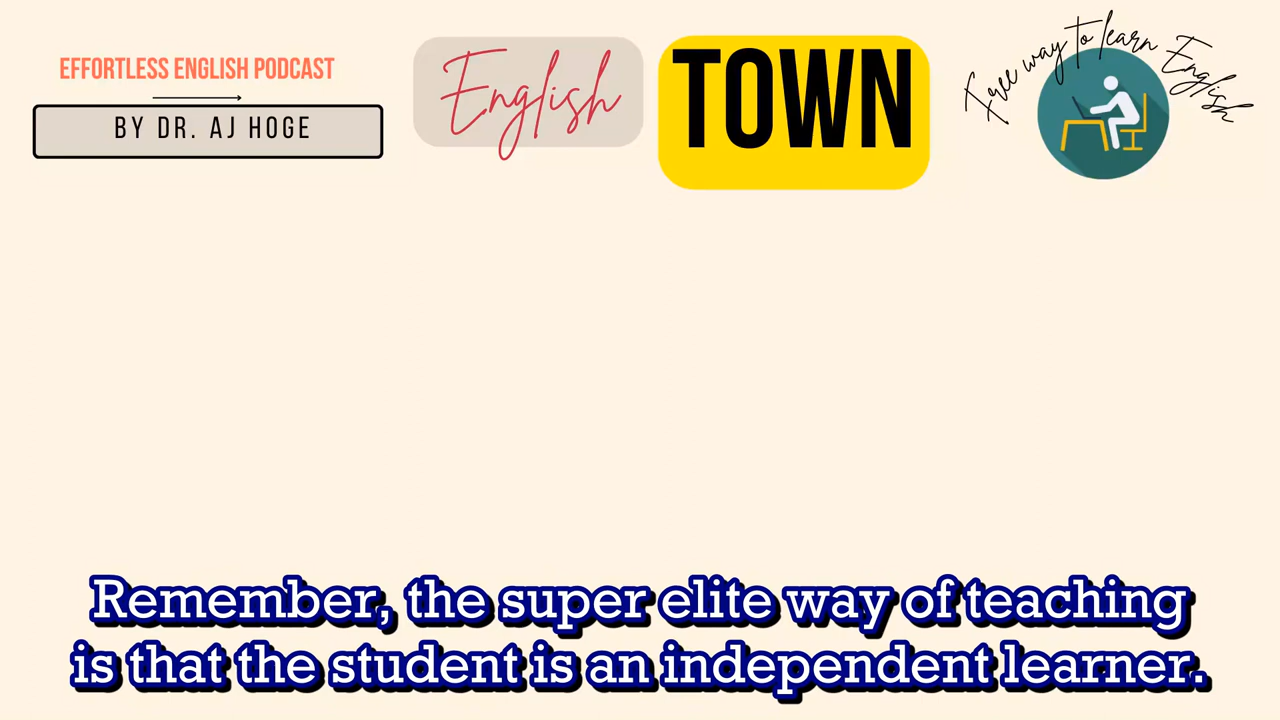 EFFORTLESS ENGLISH PODCAST
BY DR. AJ HOGE
English
TOWN
Free way to learn English
Remember, the super elite way of teaching
is that the student is an independent learner.